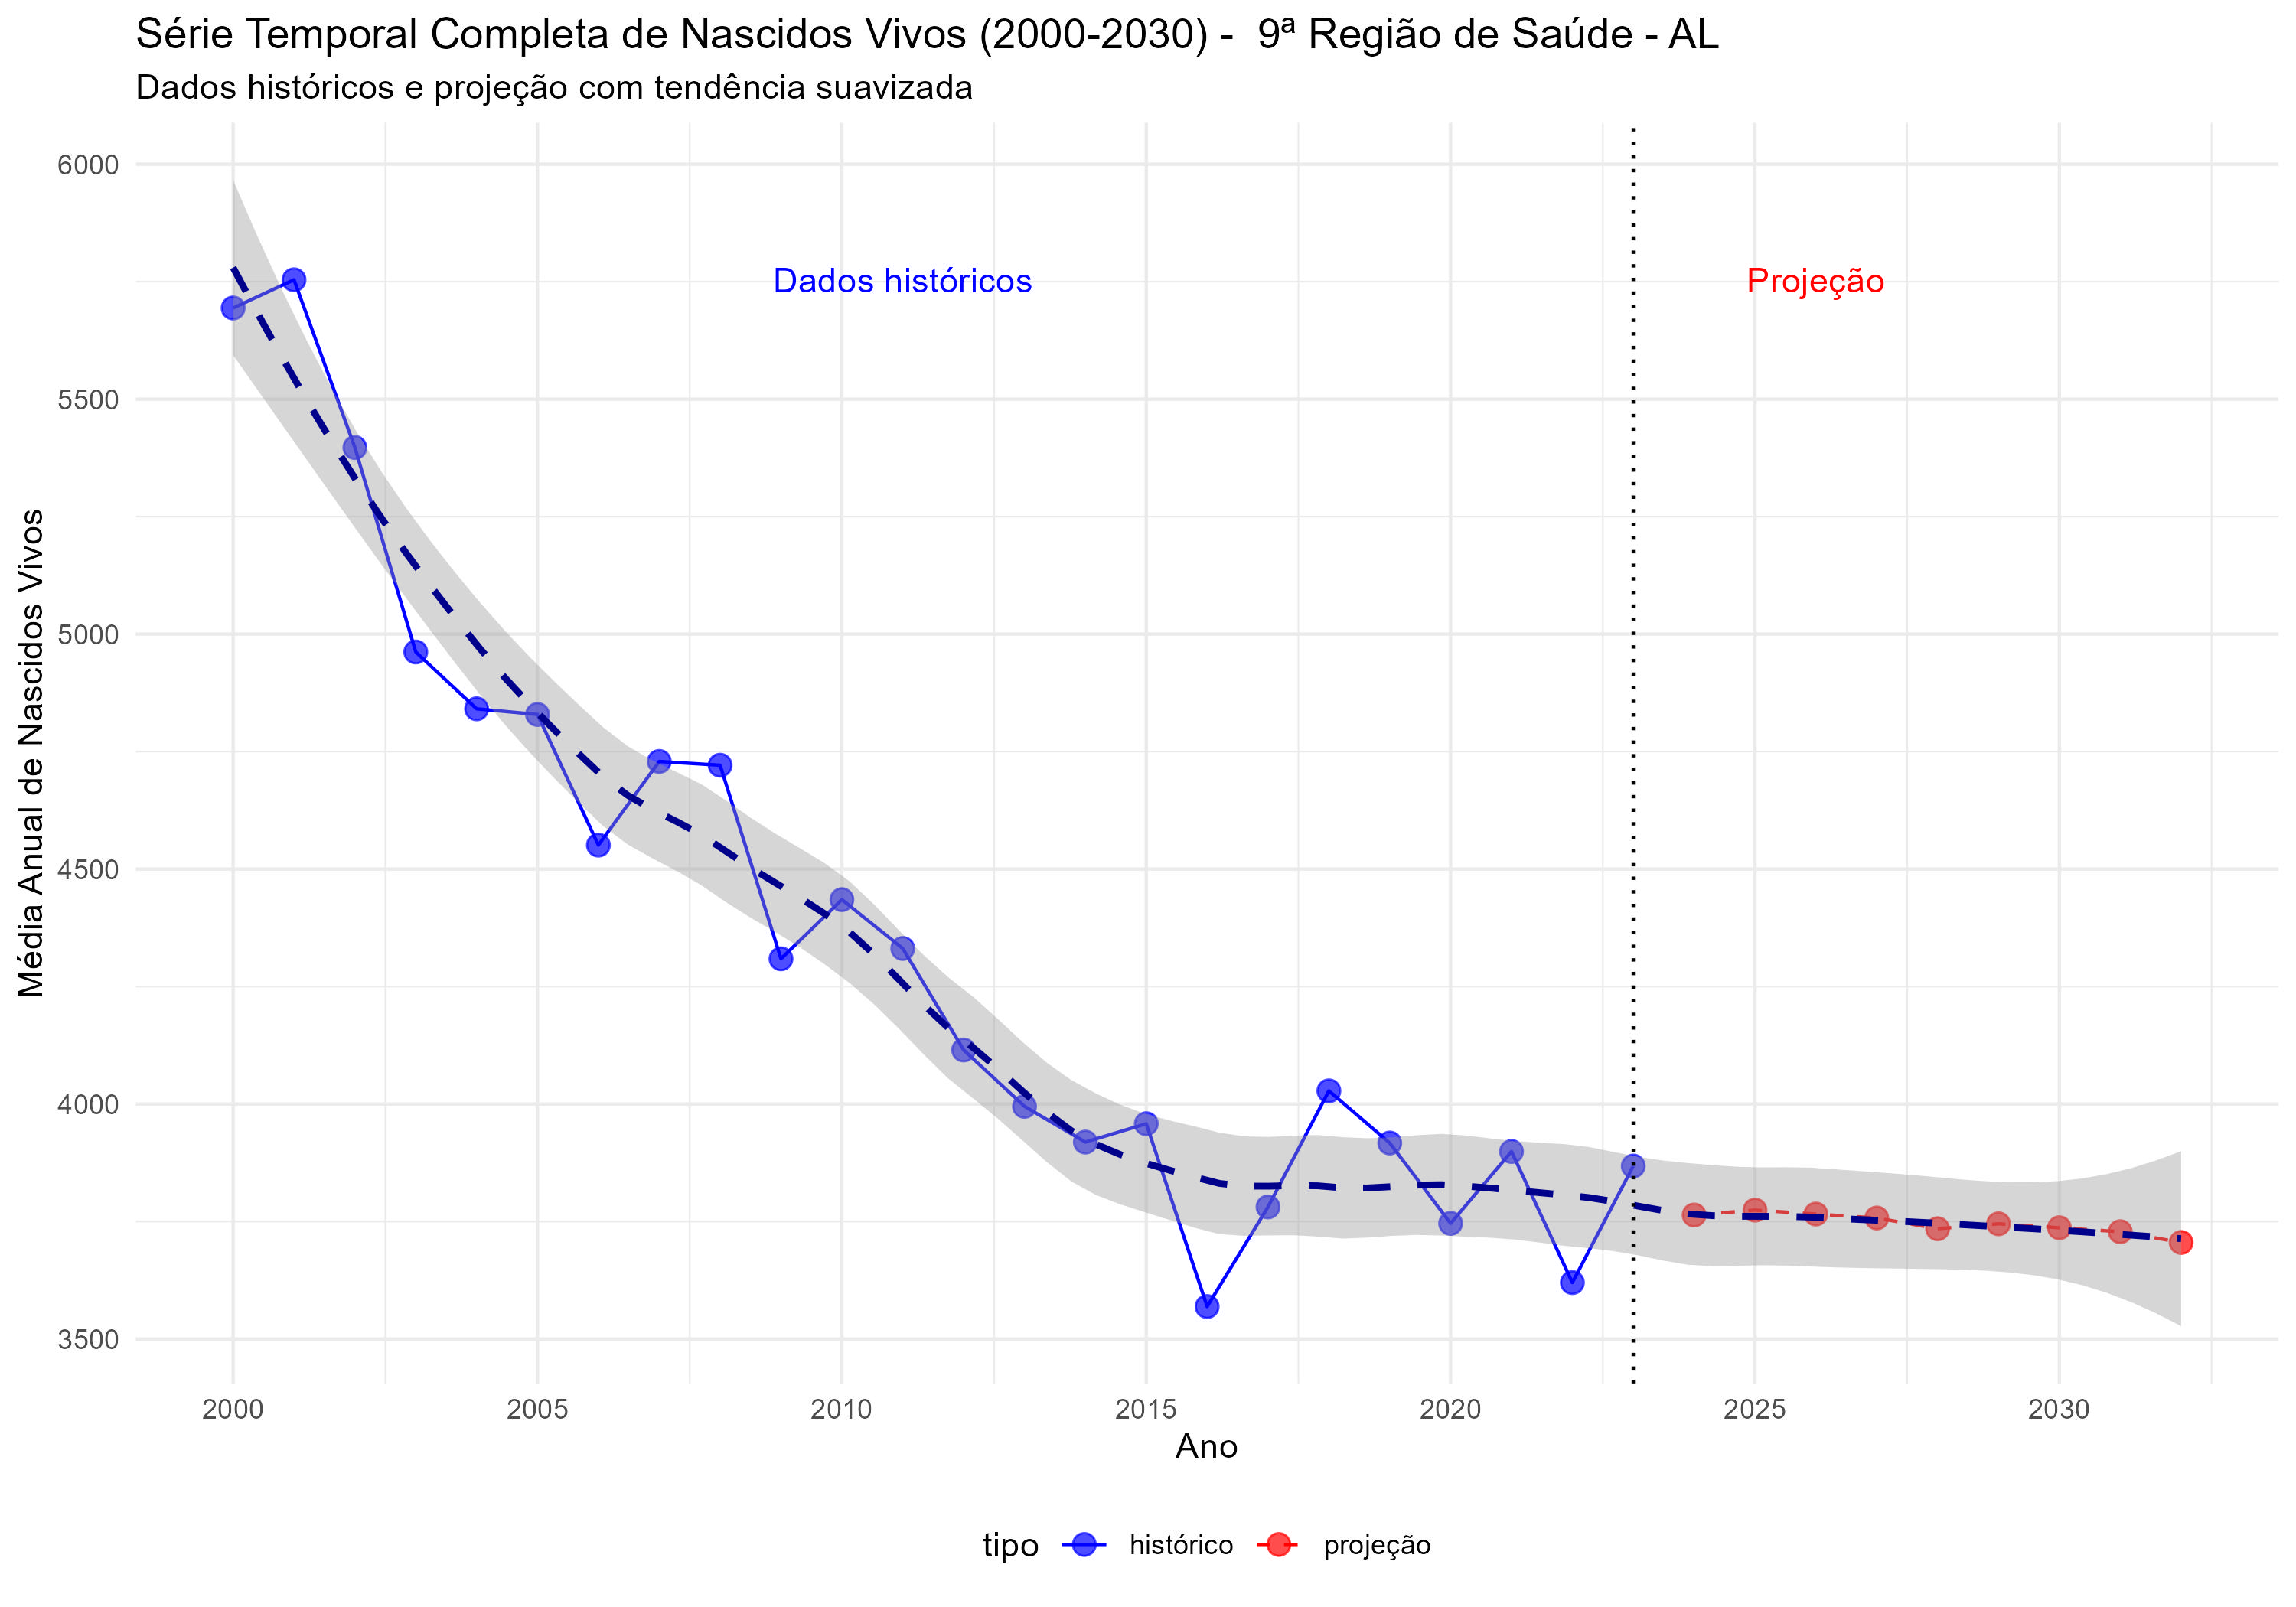 Série Temporal Completa de Nascidos Vivos (2000-2030) -  9ª Região de Saúde - AL
Dados históricos e projeção com tendência suavizada
Média Anual de Nascidos Vivos
6000
5500
5000
4500
4000
3500
Dados históricos
Projeção
2000
2005
2010
2015
2020
2025
2030
Ano
tipo
histórico
projeção